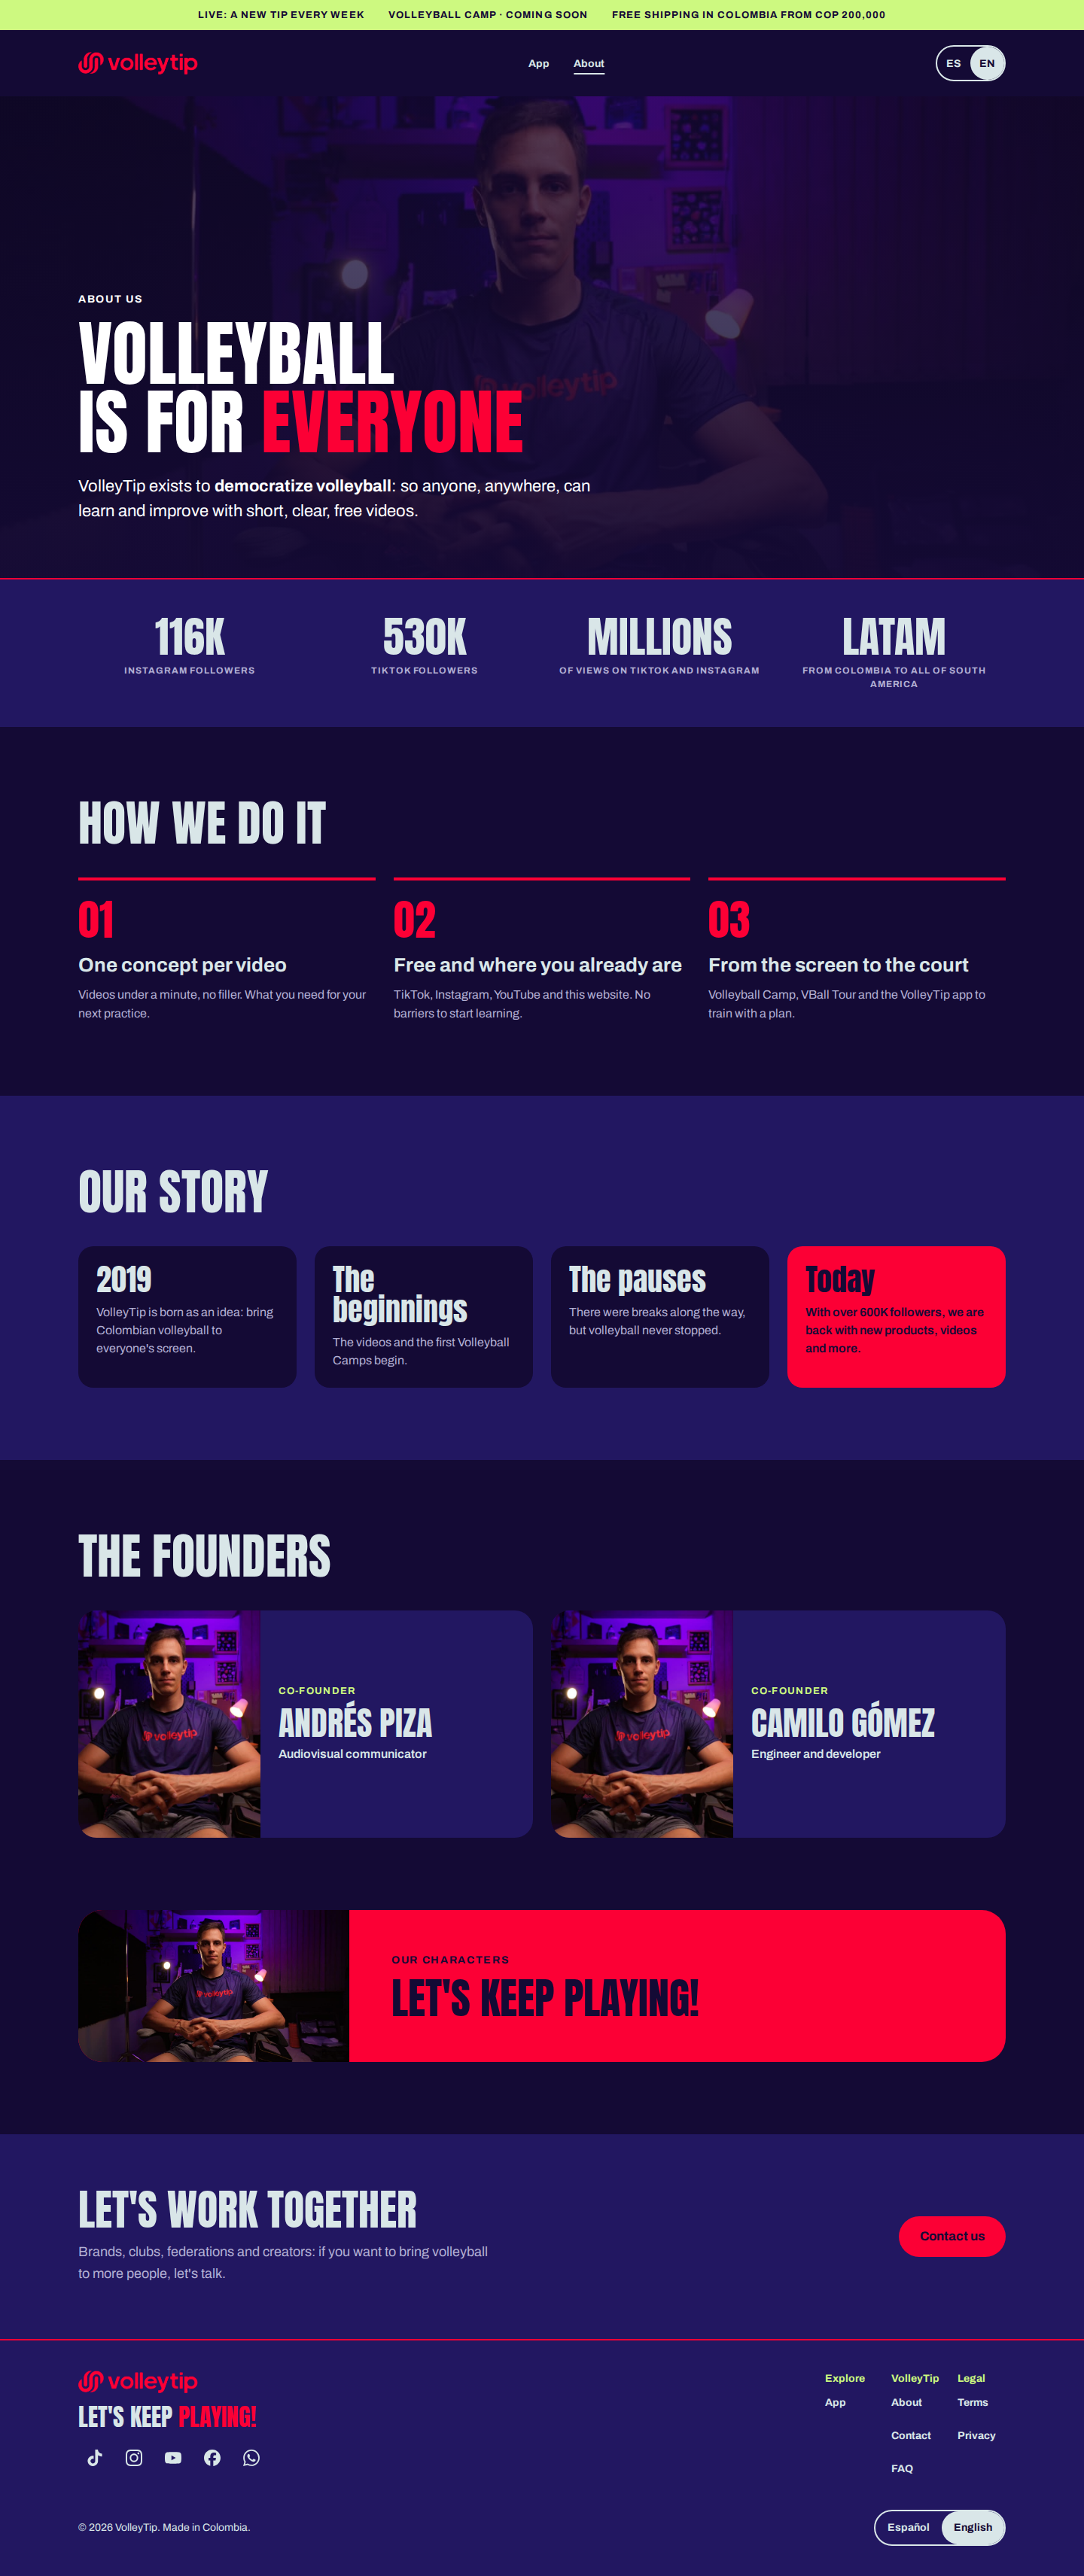 LIVE: A NEW TIP EVERY WEEK VOLLEYBALL CAMP · COMING SOON FREE SHIPPING IN COLOMBIA FROM COP 200,000
volleytip
App About
ES EN
ABOUT US
VOLLEYBALL
IS FOR EVERYONE
volleytip
VolleyTip exists to democratize volleyball: so anyone, anywhere, can
learn and improve with short, clear, free videos.
116K
INSTAGRAM FOLLOWERS
530K
TIKTOK FOLLOWERS
MILLIONS
OF VIEWS ON TIKTOK AND INSTAGRAM
LATAM
FROM COLOMBIA TO ALL OF SOUTH
AMERICA
HOW WE DO IT
01
One concept per video
Videos under a minute, no filler. What you need for your
next practice.
02
Free and where you already are
TikTok, Instagram, YouTube and this website. No
barriers to start learning.
03
From the screen to the court
Volleyball Camp, VBall Tour and the VolleyTip app to
train with a plan.
OUR STORY
2019
VolleyTip is born as an idea: bring
Colombian volleyball to
everyone's screen.
The
beginnings
The videos and the first Volleyball
Camps begin.
The pauses
There were breaks along the way,
but volleyball never stopped.
Today
With over 600K followers, we are
back with new products, videos
and more.
THE FOUNDERS
volleytip
CO-FOUNDER
ANDRÉS PIZA
Audiovisual communicator
volleytip
CO-FOUNDER
CAMILO GÓMEZ
Engineer and developer
volleytip
OUR CHARACTERS
LET'S KEEP PLAYING!
LET'S WORK TOGETHER
Brands, clubs, federations and creators: if you want to bring volleyball
to more people, let's talk.
Contact us
volleytip
LET'S KEEP PLAYING!
Explore
App
VolleyTip
About
Contact
FAQ
Legal
Terms
Privacy
© 2026 VolleyTip. Made in Colombia.
Español English